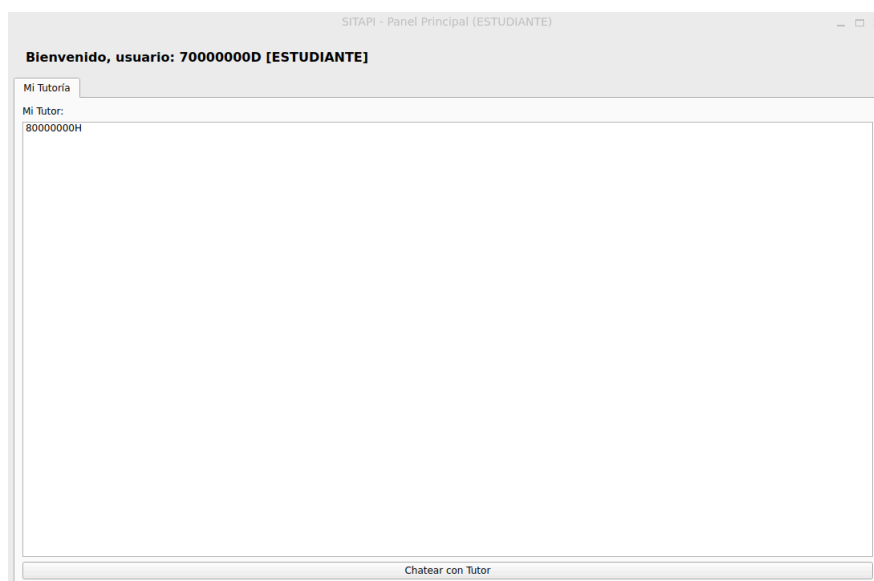 SITAPI - Panel Principal (ESTUDIANTE)
Bienvenido, usuario: 70000000D [ESTUDIANTE]
Mi Tutoría
Mi Tutor:
80000000H
Chatear con Tutor